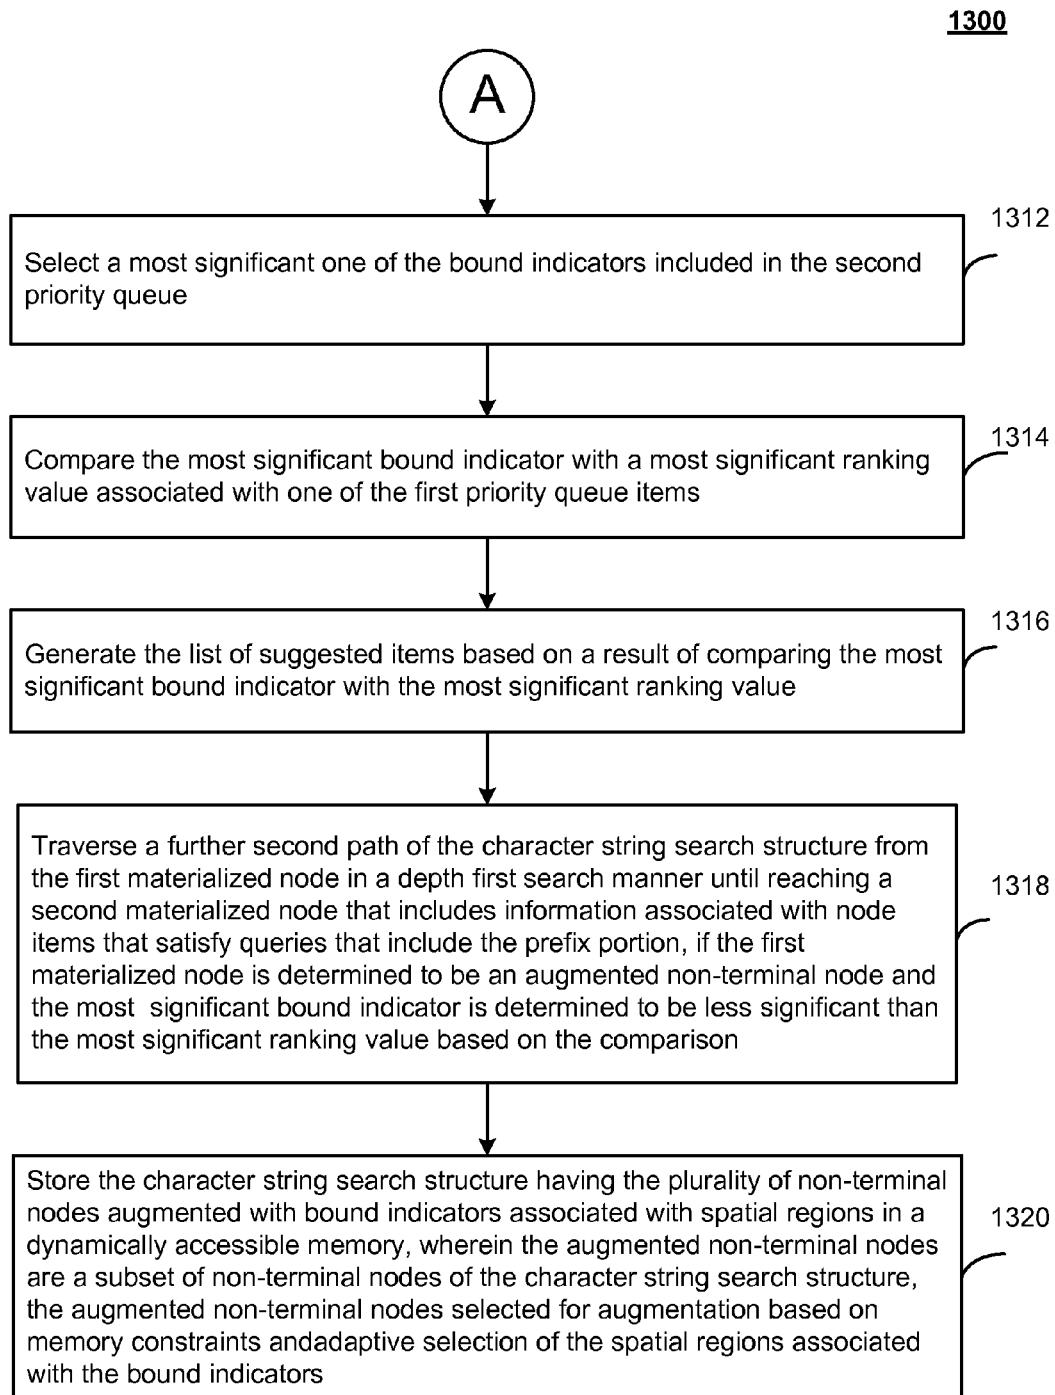 1300
A
1312
Select a most significant one of the bound indicators included in the second
priority queue
1314
Compare the most significant bound indicator with a most significant ranking
value associated with one of the first priority queue items
1316
Generate the list of suggested items based on a result of comparing the most
significant bound indicator with the most significant ranking value
1318
Traverse a further second path of the character string search structure from
the first materialized node in a depth first search manner until reaching a
second materialized node that includes information associated with node
items that satisfy queries that include the prefix portion, if the first
materialized node is determined to be an augmented non-terminal node and
the most significant bound indicator is determined to be less significant than
the most significant ranking value based on the comparison
1320
Store the character string search structure having the plurality of non-terminal
nodes augmented with bound indicators associated with spatial regions in a
dynamically accessible memory, wherein the augmented non-terminal nodes
are a subset of non-terminal nodes of the character string search structure,
the augmented non-terminal nodes selected for augmentation based on
memory constraints andadaptive selection of the spatial regions associated
with the bound indicators